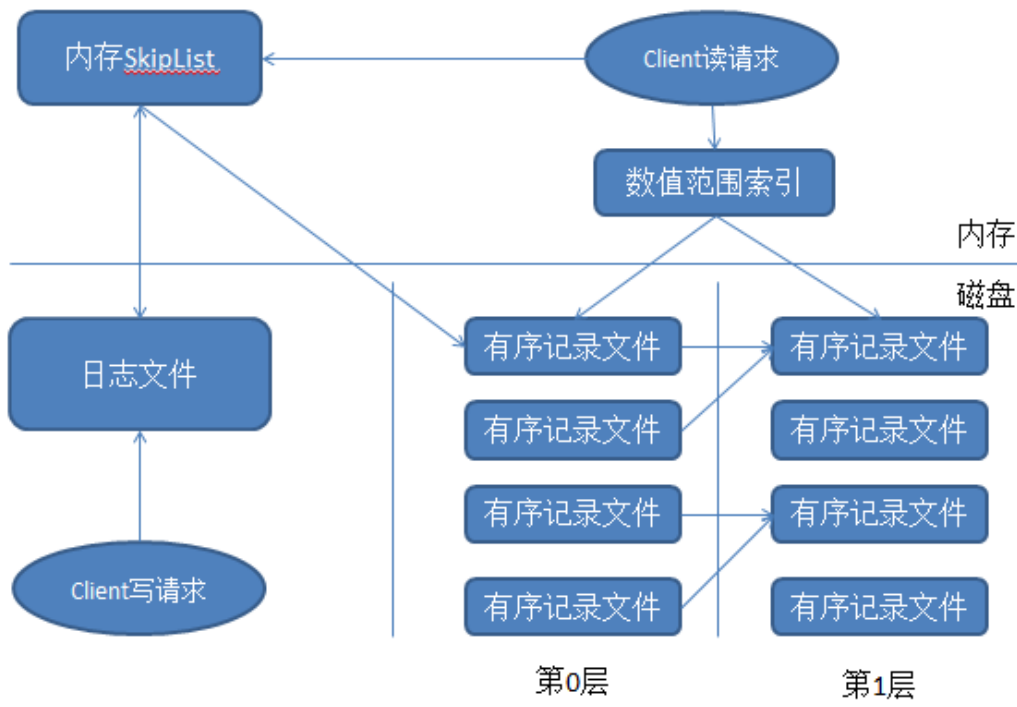 内存SkipList
Client读请求
数值范围索引
内存
磁盘
日志文件
有序记录文件
有序记录文件
有序记录文件
有序记录文件
有序记录文件
有序记录文件
Client写请求
有序记录文件
有序记录文件
第0层
第1层